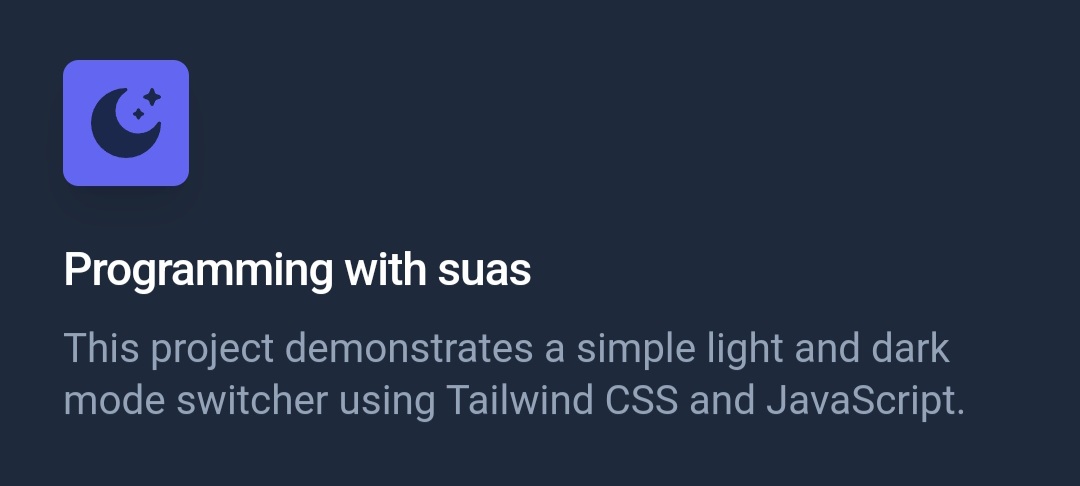 Programming with suas
This project demonstrates a simple light and dark
mode switcher using Tailwind CSS and JavaScript.